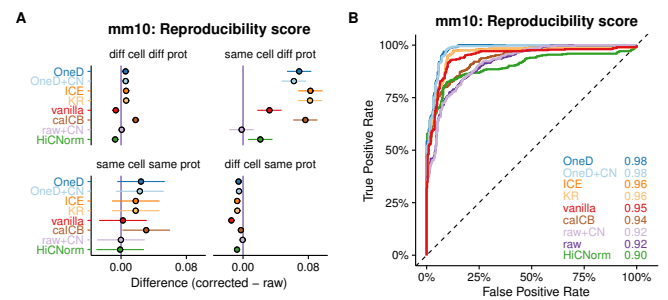 A
mm10: Reproducibility score
diff cell diff prot
same cell diff prot
OneD
OneD+CN
ICE
KR
vanilla
caICB
raw+CN
HiCNorm
same cell same prot
diff cell same prot
OneD
OneD+CN
ICE
KR
vanilla
caICB
raw+CN
HiCNorm
0.00 0.08 0.00 0.08
Difference (corrected − raw)
B
mm10: Reproducibility score
True Positive Rate
100%
75%
50%
25%
0%
OneD 0.98
OneD+CN 0.98
ICE 0.96
KR 0.96
vanilla 0.95
caICB 0.94
raw+CN 0.92
raw 0.92
HiCNorm 0.90
0% 25% 50% 75% 100%
False Positive Rate